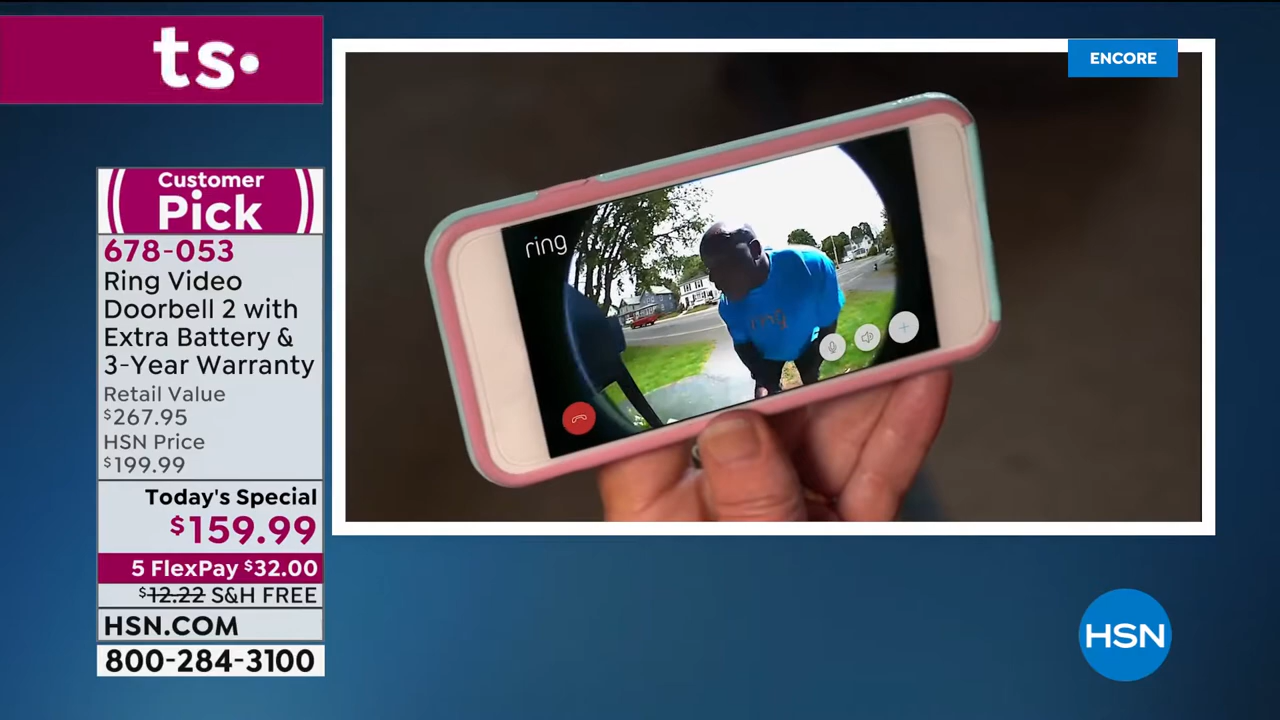 ts.
Customer
Pick
678-053
Ring Video
Doorbell 2 with
Extra Battery &
3-Year Warranty
Retail Value
$267.95
HSN Price
$199.99
Today's Special
$159.99
5 FlexPay $32.00
$12.22 S&H FREE
HSN.COM
800-284-3100
ENCORE
ring
HSN